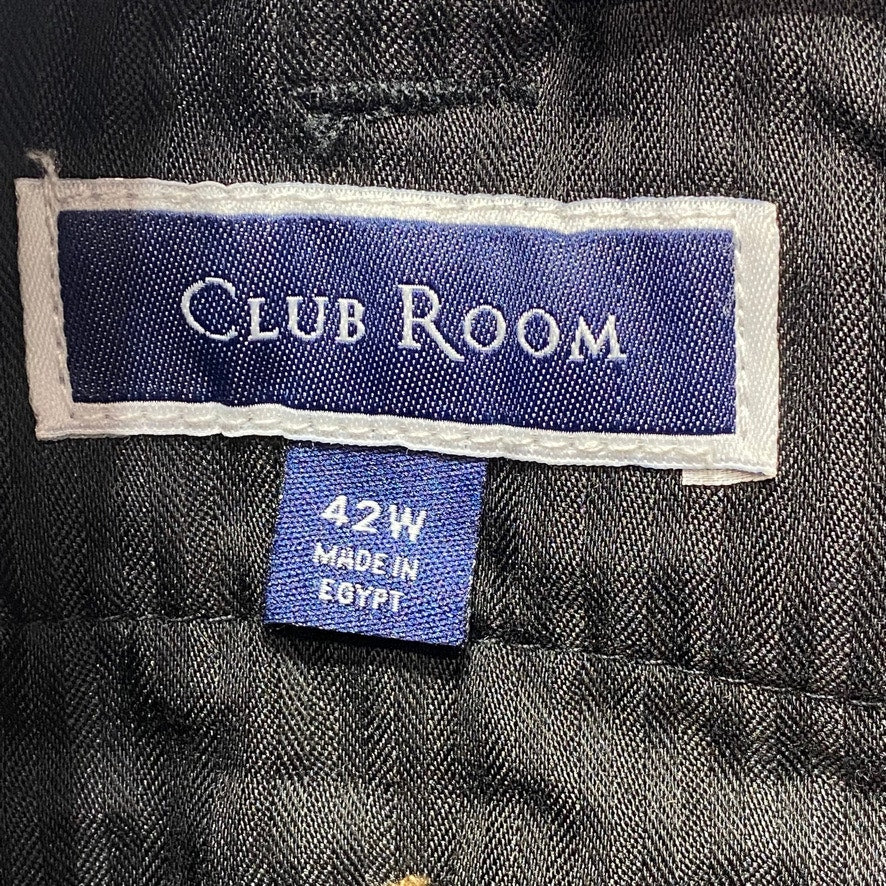 CLUB ROOM
42W
MADE IN
EGYPT